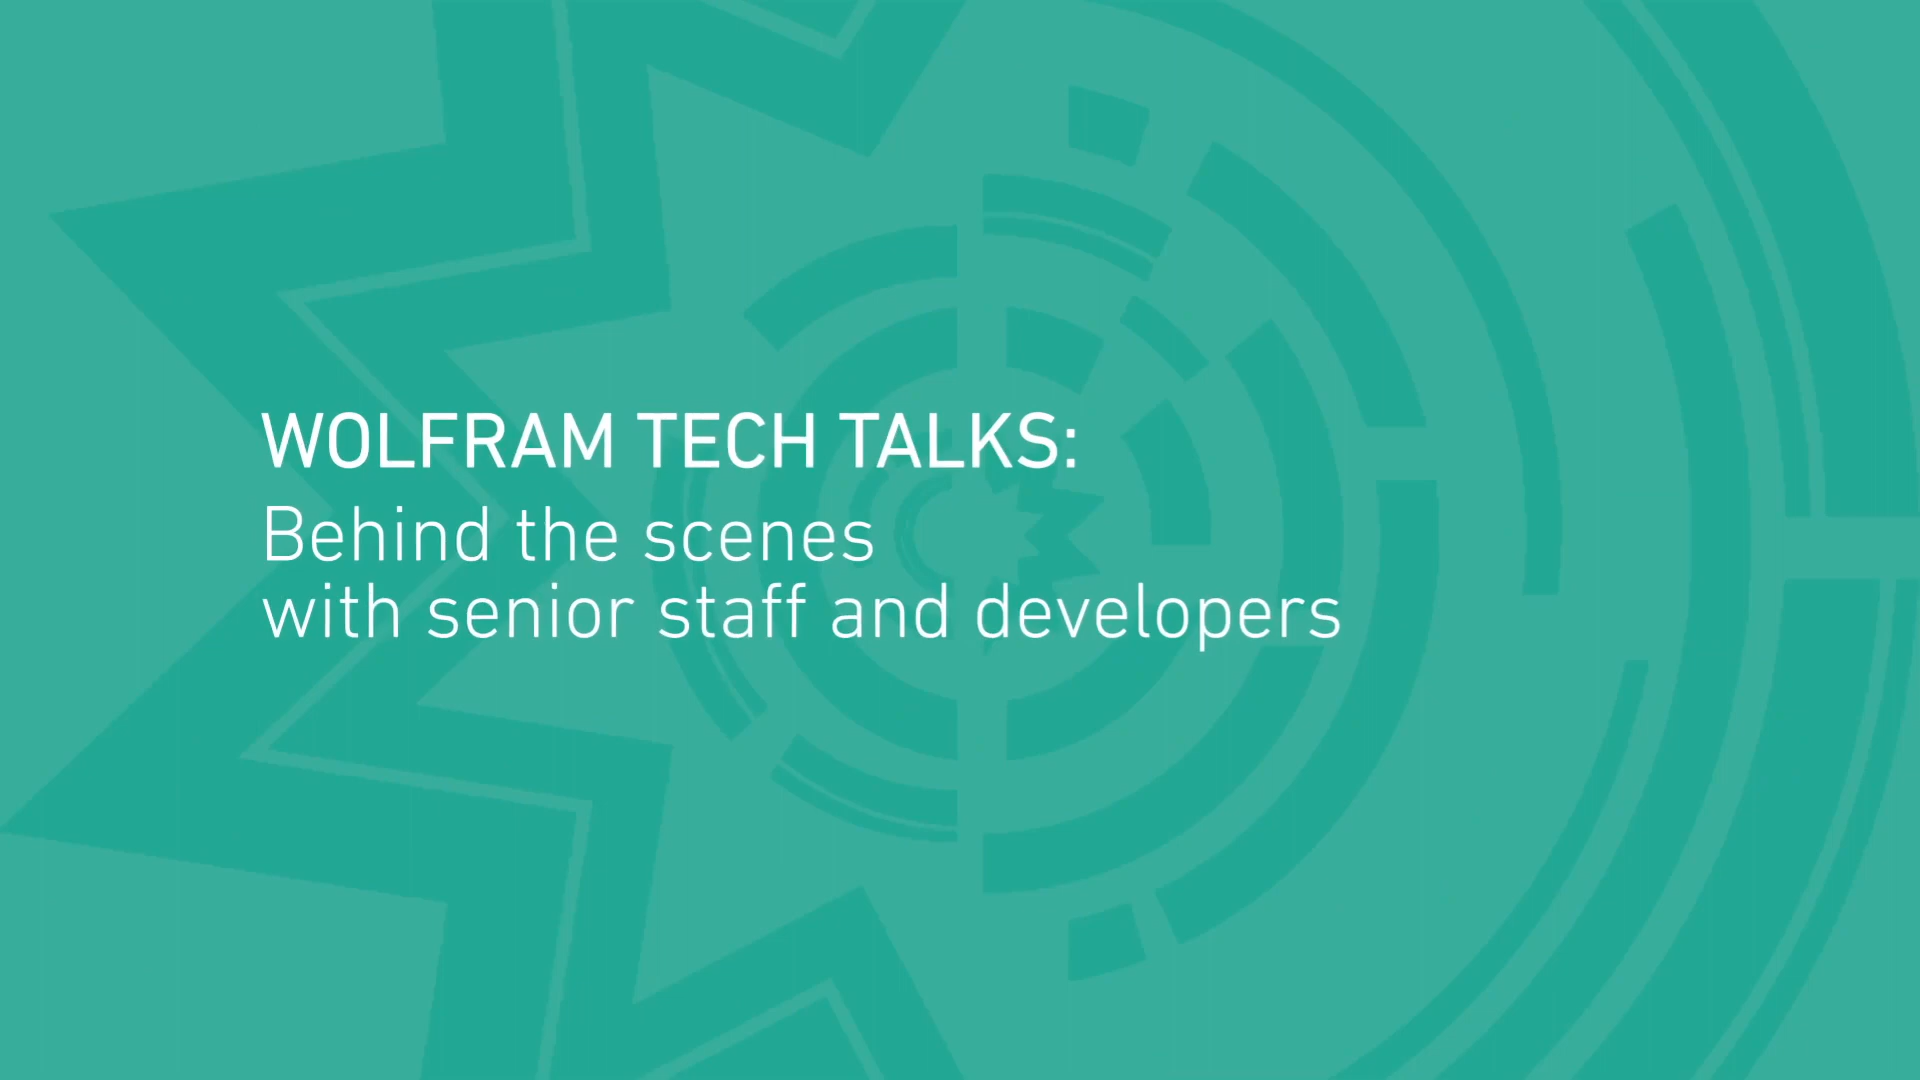 WOLFRAM TECH TALKS:
Behind the scenes
with senior staff and developers